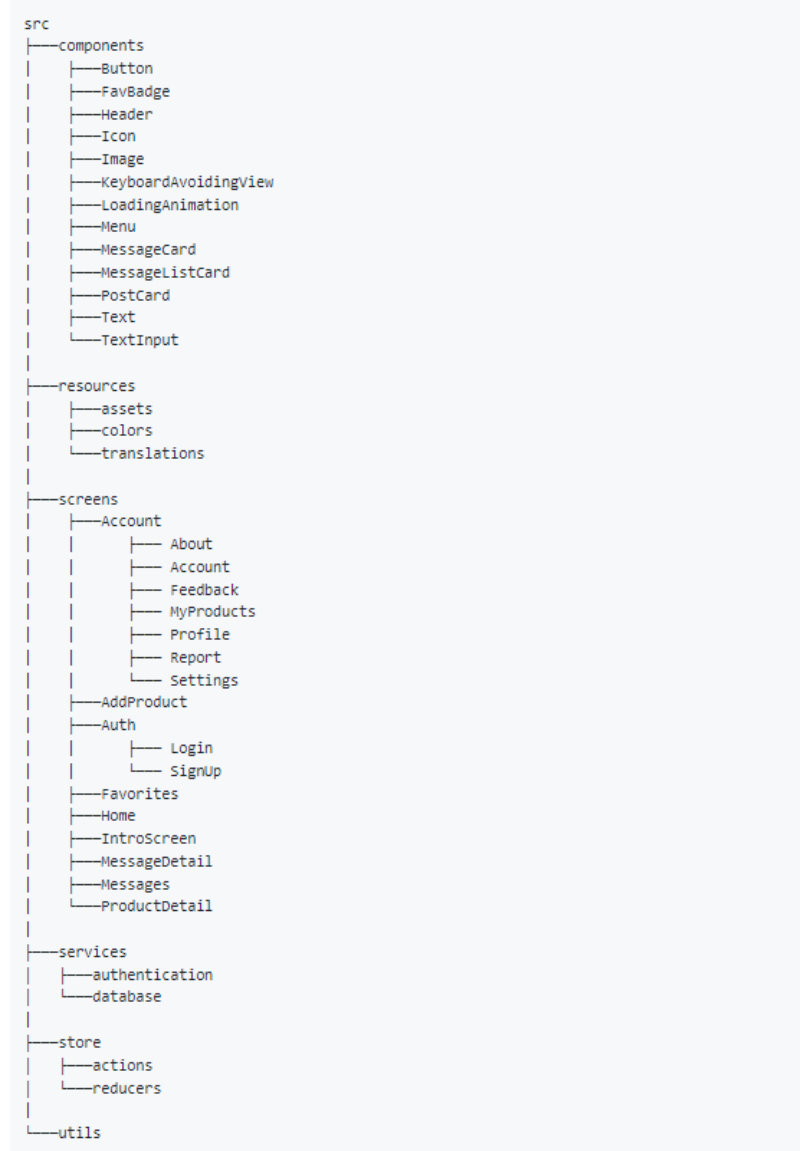 src
├───components
│    ├───Button
│    ├───FavBadge
│    ├───Header
│    ├───Icon
│    ├───Image
│    ├───KeyboardAvoidingView
│    ├───LoadingAnimation
│    ├───Menu
│    ├───MessageCard
│    ├───MessageListCard
│    ├───PostCard
│    ├───Text
│    └───TextInput
│
├───resources
│    ├───assets
│    ├───colors
│    └───translations
│
├───screens
│    ├───Account
│    │      ├─── About
│    │      ├─── Account
│    │      ├─── Feedback
│    │      ├─── MyProducts
│    │      ├─── Profile
│    │      ├─── Report
│    │      └─── Settings
│    ├───AddProduct
│    ├───Auth
│    │      ├─── Login
│    │      └─── SignUp
│    ├───Favorites
│    ├───Home
│    ├───IntroScreen
│    ├───MessageDetail
│    ├───Messages
│    └───ProductDetail
│
├───services
│   ├───authentication
│   └───database
│
├───store
│   ├───actions
│   └───reducers
│
└───utils